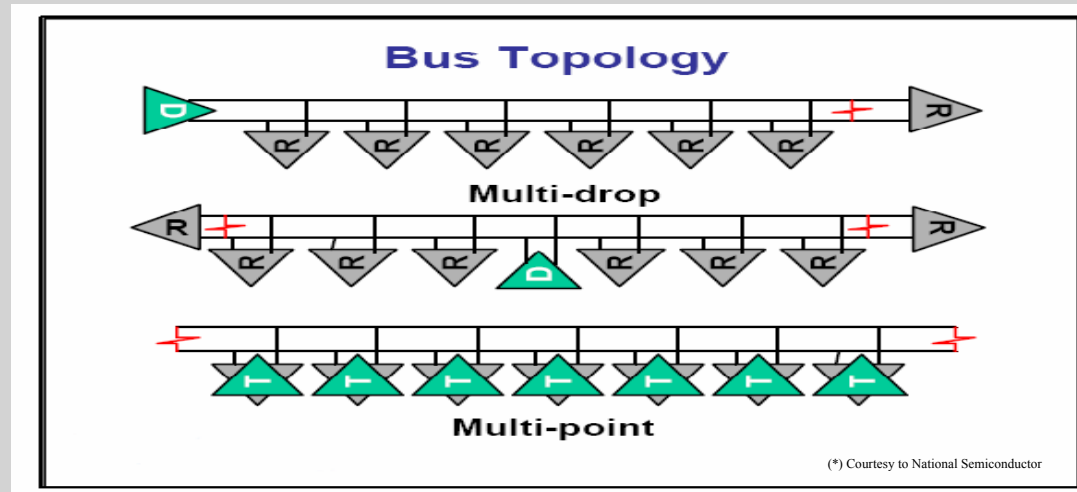 Bus Topology
D R
R R R R R R
Multi-drop
R R
R R R D R R R
T T T T T T T
Multi-point
(*) Courtesy to National Semiconductor